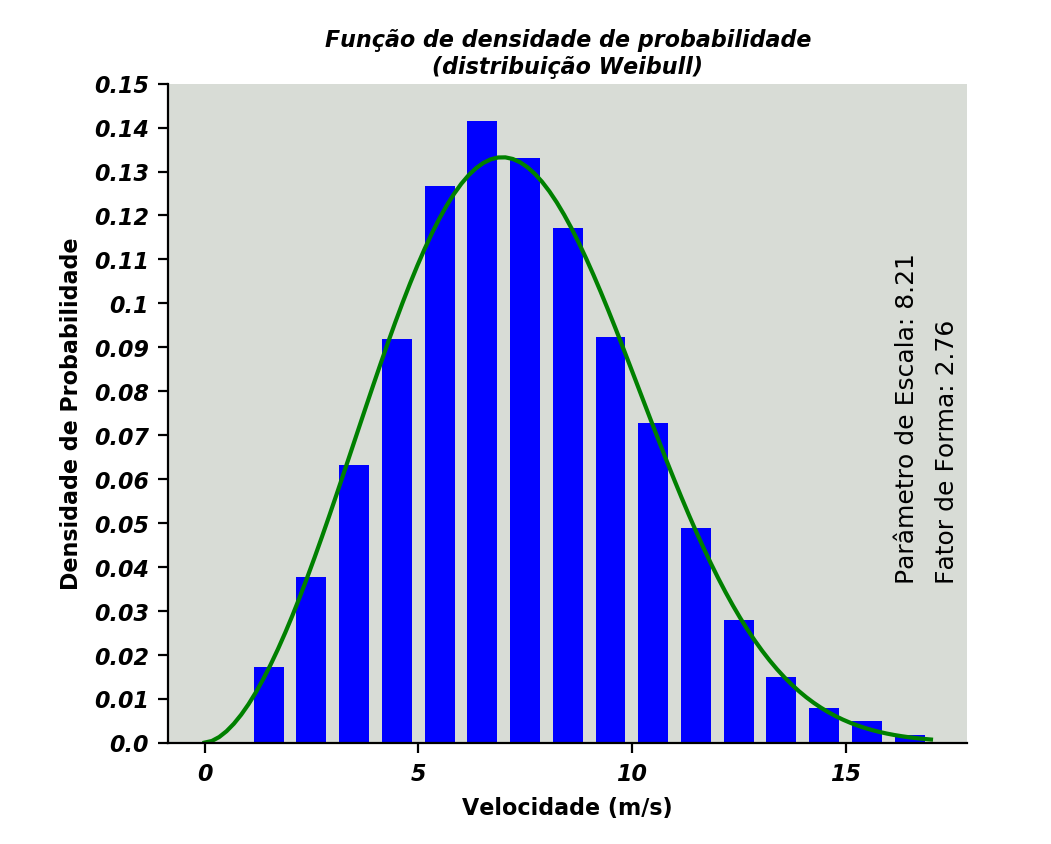 Função de densidade de probabilidade
(distribuição Weibull)
0.15
0.14
0.13
0.12
0.11
0.1
0.09
0.08
0.07
0.06
0.05
0.04
0.03
0.02
0.01
0.0
Densidade de Probabilidade
Parâmetro de Escala: 8.21
Fator de Forma: 2.76
0 5 10 15
Velocidade (m/s)